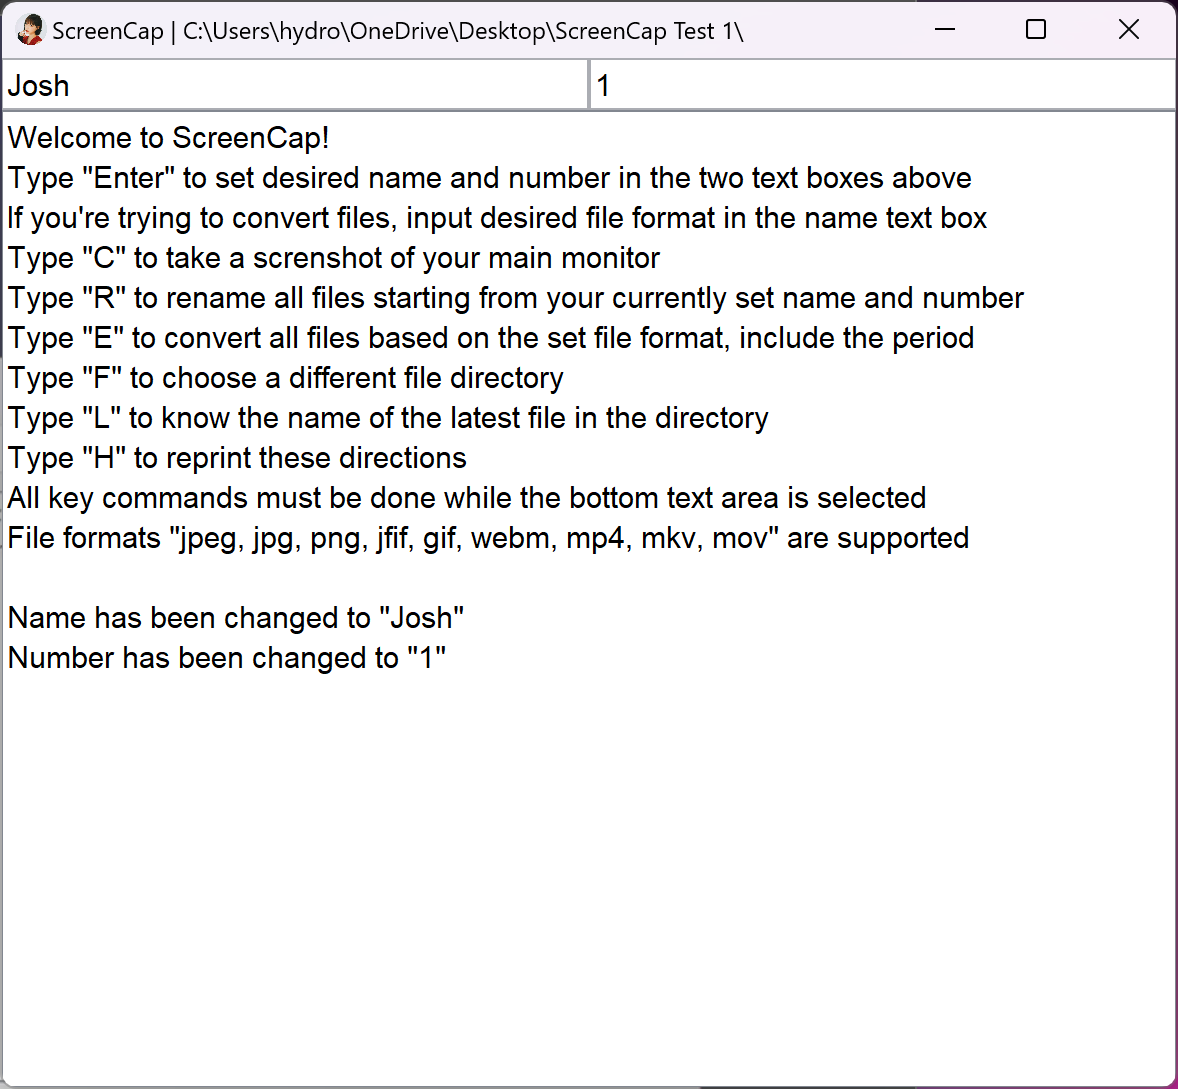 ScreenCap | C:\Users\hydro\OneDrive\Desktop\ScreenCap Test 1\
Josh 1
Welcome to ScreenCap!
Type "Enter" to set desired name and number in the two text boxes above
If you're trying to convert files, input desired file format in the name text box
Type "C" to take a screnshot of your main monitor
Type "R" to rename all files starting from your currently set name and number
Type "E" to convert all files based on the set file format, include the period
Type "F" to choose a different file directory
Type "L" to know the name of the latest file in the directory
Type "H" to reprint these directions
All key commands must be done while the bottom text area is selected
File formats "jpeg, jpg, png, jfif, gif, webm, mp4, mkv, mov" are supported
Name has been changed to "Josh"
Number has been changed to "1"